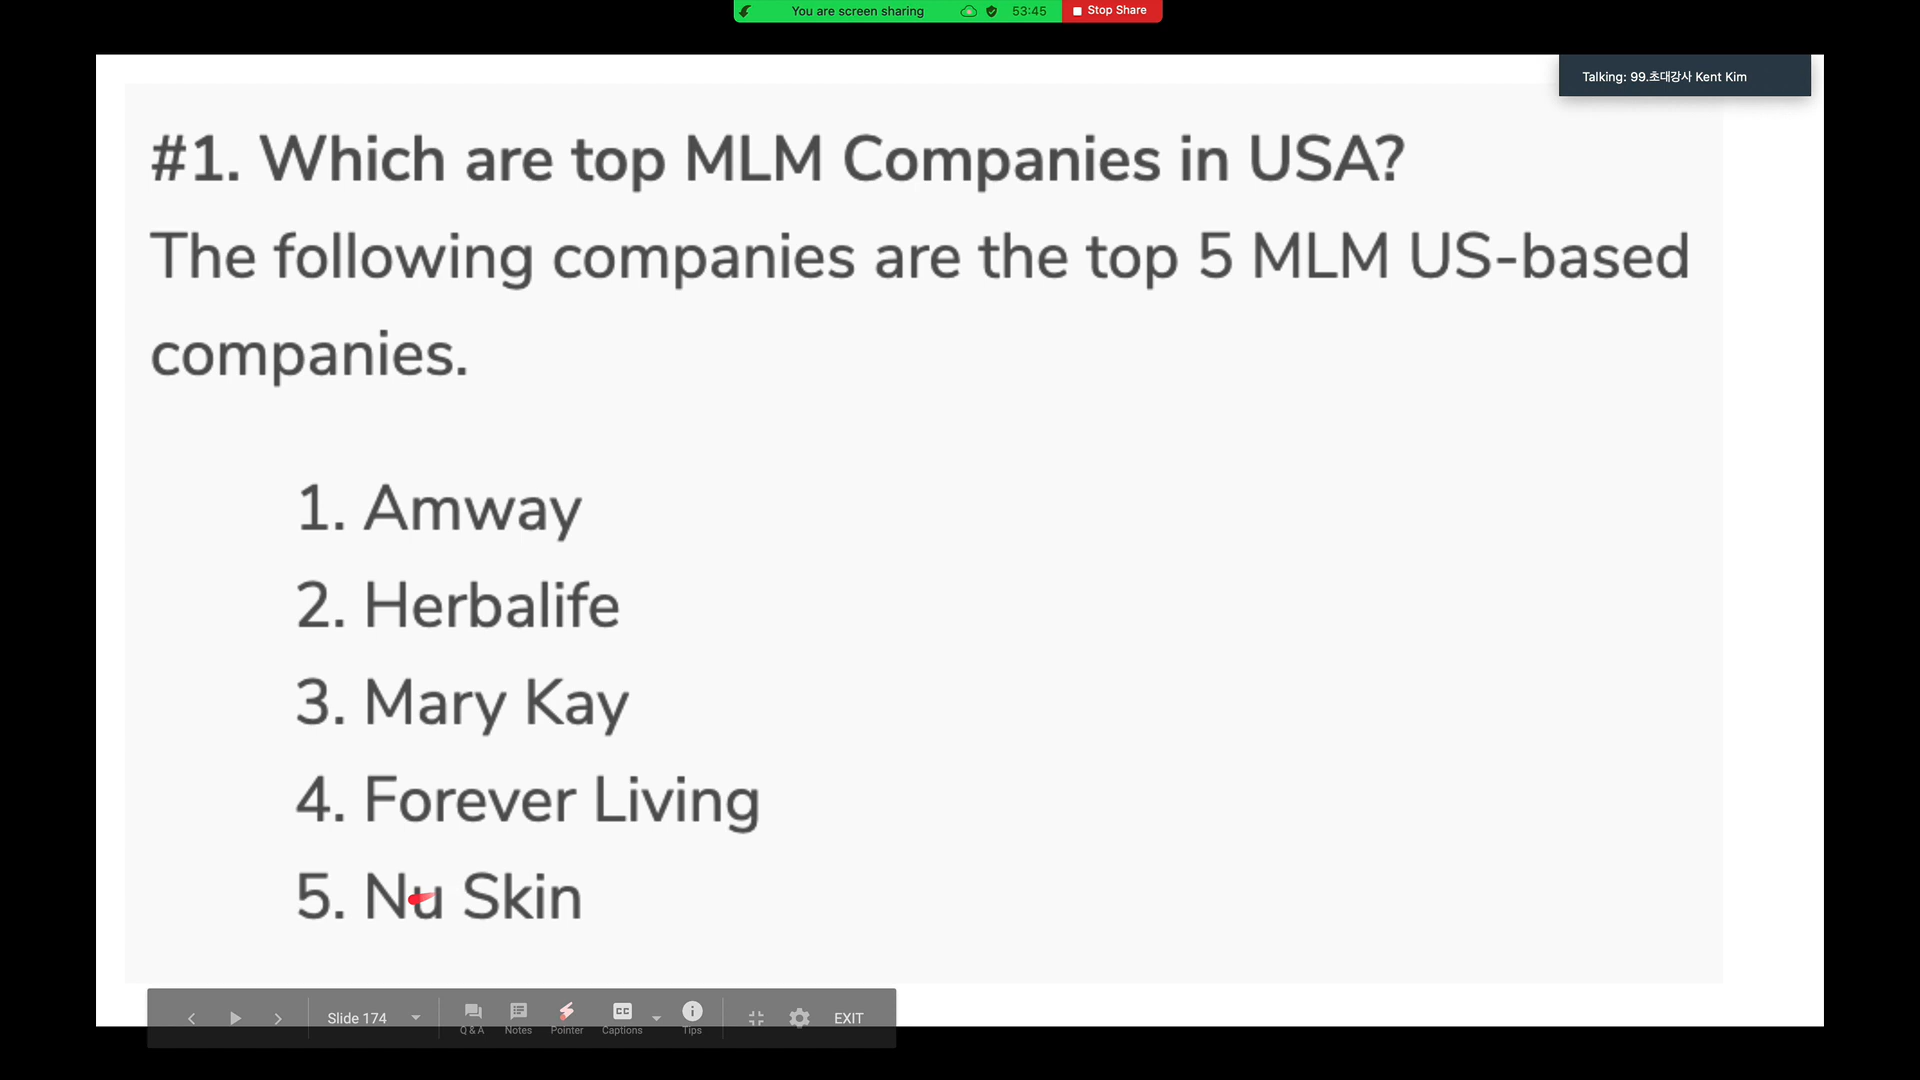 You are screen sharing 53:45 Stop Share
Talking: 99.초대강사 Kent Kim
#1. Which are top MLM Companies in USA?
The following companies are the top 5 MLM US-based
companies.
1. Amway
2. Herbalife
3. Mary Kay
4. Forever Living
5. Nu Skin
Slide 174
CC
Q & A Notes Pointer Captions Tips
EXIT